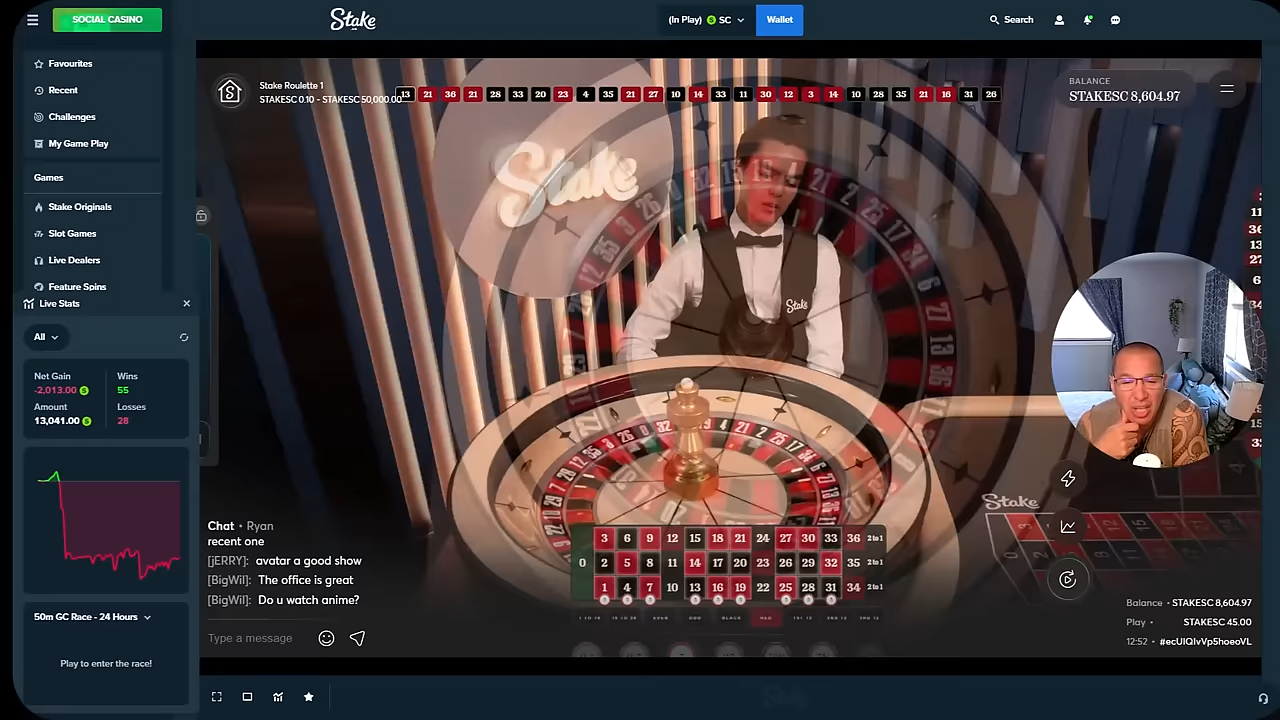 SOCIAL CASINO
Stake
(In Play) SC
Wallet
Search
Favourites
Recent
Challenges
My Game Play
Games
Stake Originals
Slot Games
Live Dealers
Feature Spins
Live Stats
All
Net Gain
-2,013.00
Wins
55
Amount
13,041.00
Losses
28
50m GC Race - 24 Hours
Play to enter the race!
Stake Roulette 1
STAKESC 0.10 - STAKESC 50,000.00
13 21 36 21 28 33 20 23 4 35 21 27 10 14 33 11 30 12 3 14 10 28 35 21 16 31 26
BALANCE
STAKESC 8,604.97
Stake
Stake
Stake
Chat • Ryan
recent one
[jERRY]: avatar a good show
[BigWil]: The office is great
[BigWil]: Do u watch anime?
Type a message
3 6 9 12 15 18 21 24 27 30 33 36 2 to 1
0 2 5 8 11 14 17 20 23 26 29 32 35 2 to 1
1 4 7 10 13 16 19 22 25 28 31 34 2 to 1
Balance • STAKESC 8,604.97
Play • STAKESC 45.00
12:52 • #ecUlQIvVp5hoeoVL